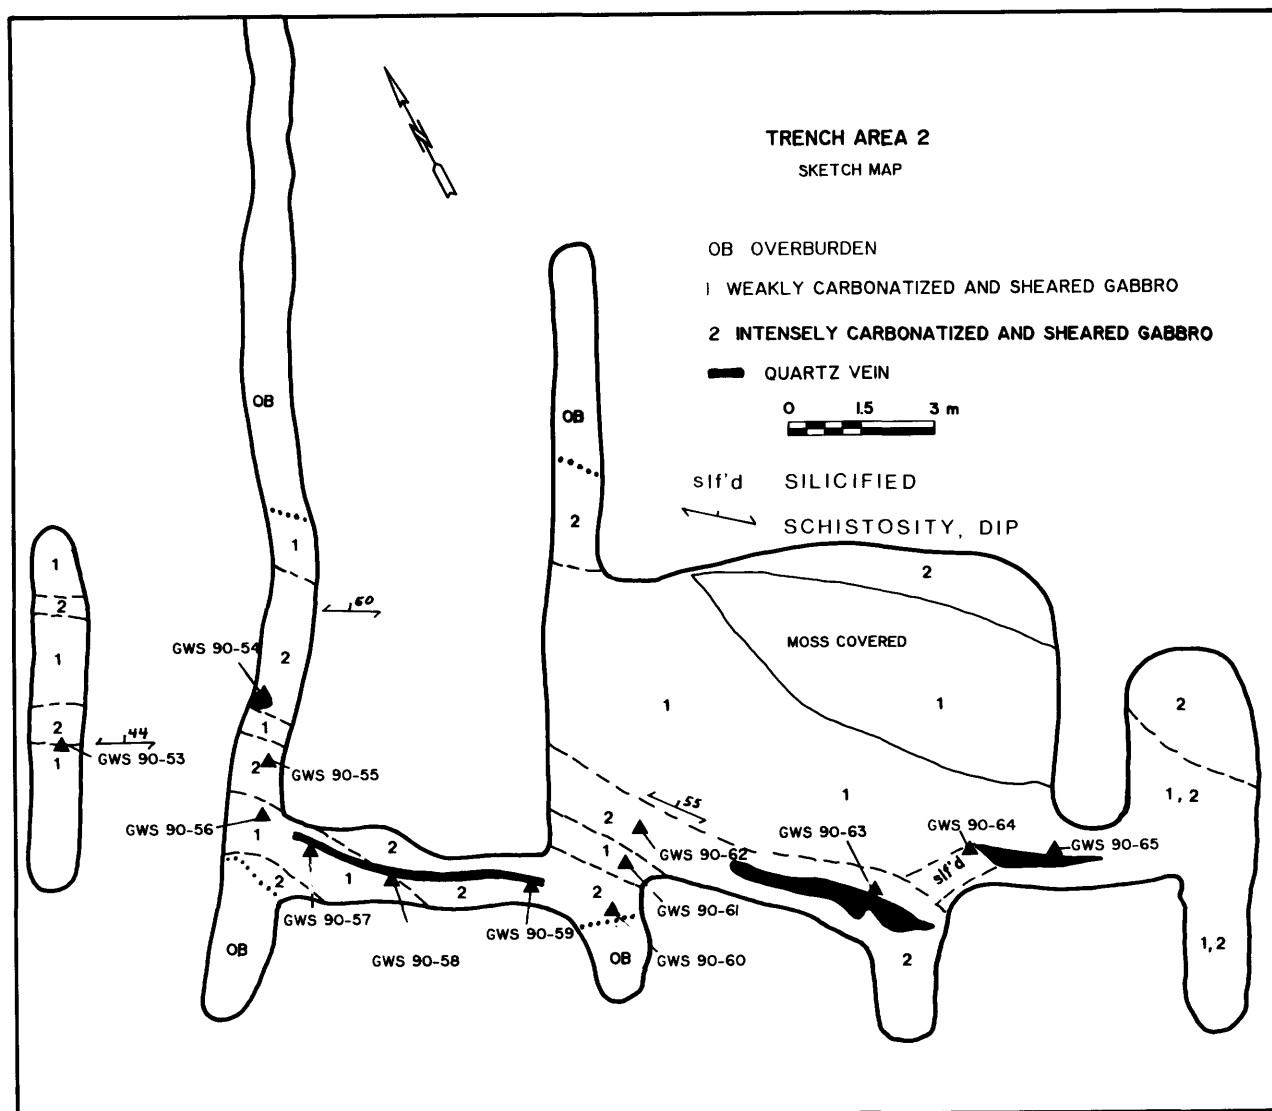 N
TRENCH AREA 2
SKETCH MAP
OB OVERBURDEN
1 WEAKLY CARBONATIZED AND SHEARED GABBRO
2 INTENSELY CARBONATIZED AND SHEARED GABBRO
QUARTZ VEIN
0 1.5 3 m
slf'd SILICIFIED
SCHISTOSITY, DIP
OB
OB
1
2
1
2
1
2
44
GWS 90-53
1
60
GWS 90-54
2
1
2
GWS 90-55
GWS 90-56
1
2
2
1
2
OB
GWS 90-57
GWS 90-58
GWS 90-59
2
2
MOSS COVERED
1
1
1
55
2
1
2
GWS 90-62
GWS 90-61
GWS 90-60
OB
GWS 90-63
GWS 90-64
GWS 90-65
slf'd
2
2
1,2
1,2